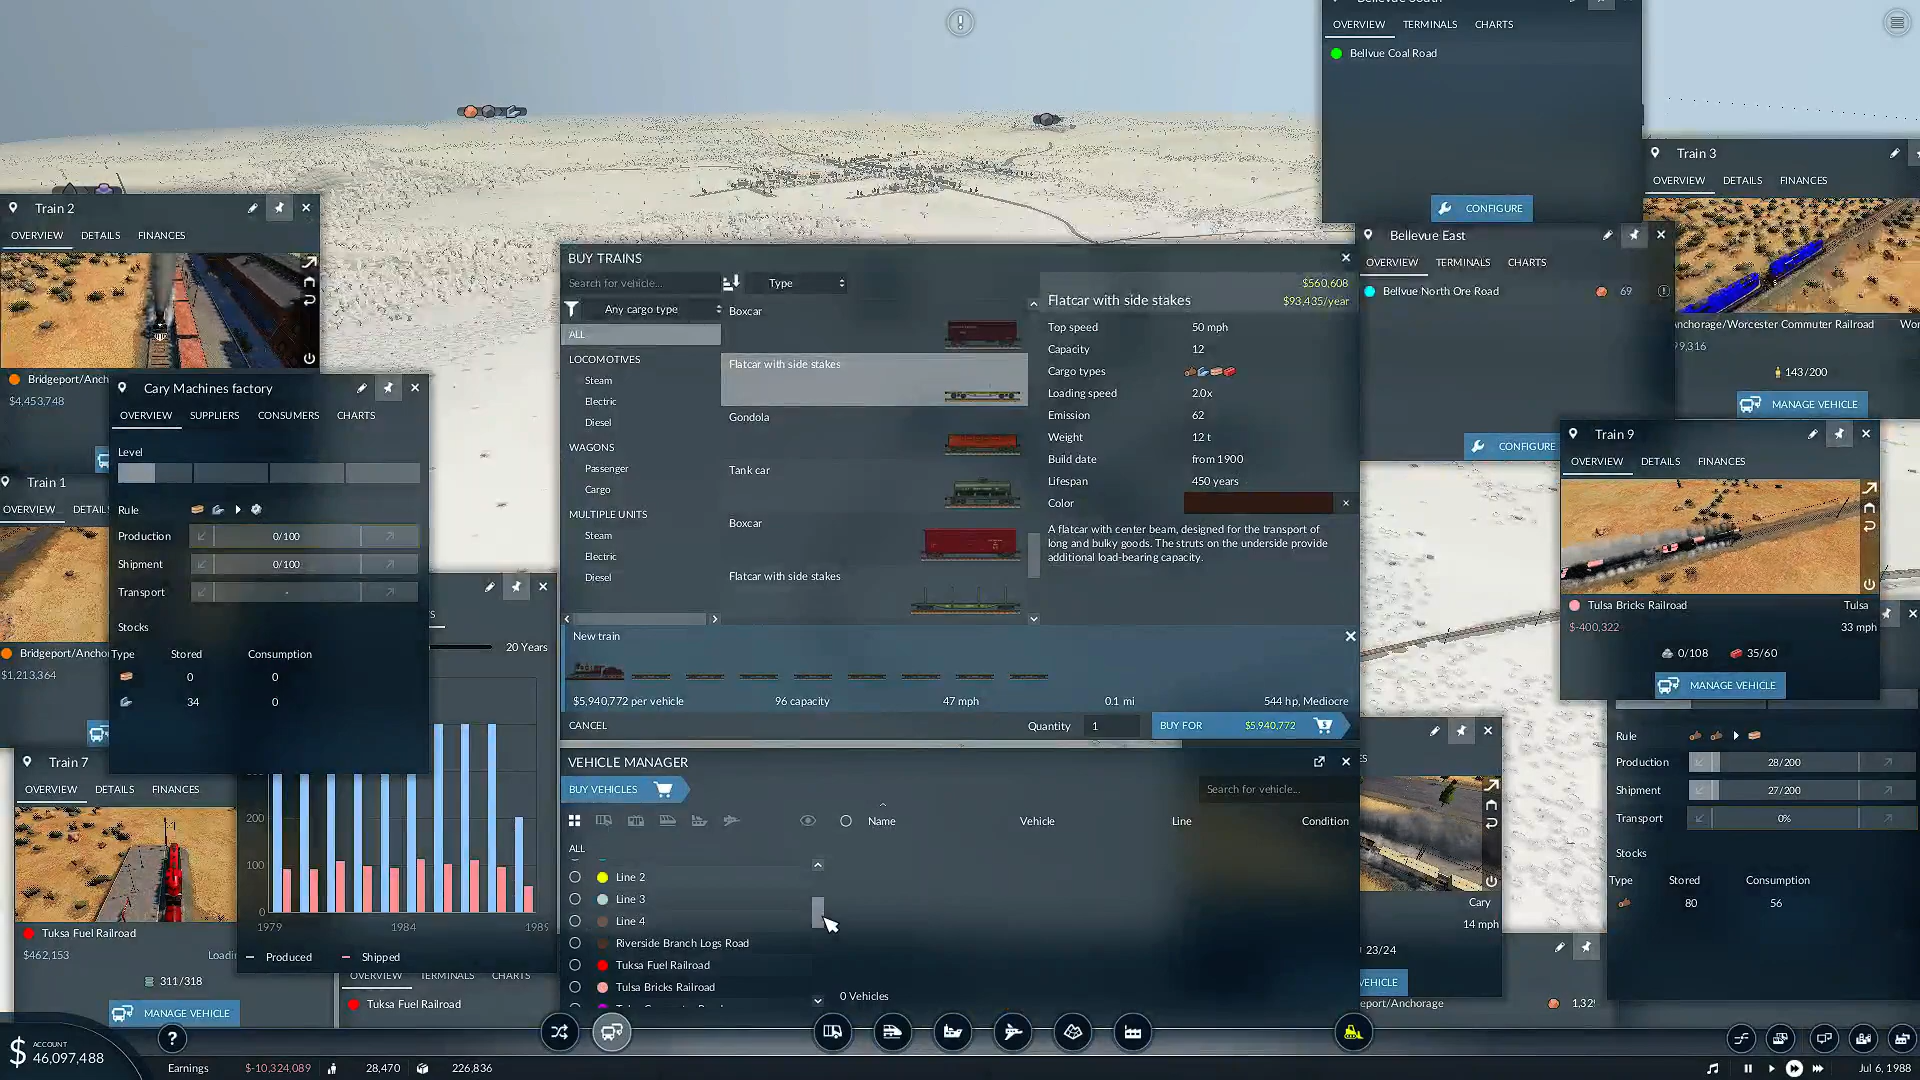 Bellevue South
OVERVIEW TERMINALS CHARTS
Bellvue Coal Road
CONFIGURE
Train 3
OVERVIEW DETAILS FINANCES
Anchorage/Worcester Commuter Railroad
143/200
MANAGE VEHICLE
Train 2
OVERVIEW DETAILS FINANCES
$4,453,748
Bellevue East
OVERVIEW TERMINALS CHARTS
Bellvue North Ore Road 69
CONFIGURE
Cary Machines factory
OVERVIEW SUPPLIERS CONSUMERS CHARTS
Level
Rule
Production 0/100
Shipment 0/100
Transport -
Stocks
Type Stored Consumption
0 0
34 0
Train 1
OVERVIEW
$1,213,364
20 Years
200
100
0
1979 1984 1989
Produced Shipped
Train 7
OVERVIEW DETAILS FINANCES
Tuksa Fuel Railroad
$462,153
311/318
MANAGE VEHICLE
OVERVIEW TERMINALS CHARTS
Tuksa Fuel Railroad
BUY TRAINS
Search for vehicle...
Type
Any cargo type
ALL
LOCOMOTIVES
Steam
Electric
Diesel
WAGONS
Passenger
Cargo
MULTIPLE UNITS
Steam
Electric
Diesel
Boxcar
Flatcar with side stakes
Gondola
Tank car
Boxcar
Flatcar with side stakes
$560,608
Flatcar with side stakes $93,435/year
Top speed 50 mph
Capacity 12
Cargo types
Loading speed 2.0x
Emission 62
Weight 12 t
Build date from 1900
Lifespan 450 years
Color
A flatcar with center beam, designed for the transport of
long and bulky goods. The struts on the underside provide
additional load-bearing capacity.
New train
$5,940,772 per vehicle 96 capacity 47 mph 0.1 mi 544 hp, Mediocre
CANCEL Quantity 1 BUY FOR $5,940,772
VEHICLE MANAGER
BUY VEHICLES Search for vehicle...
Name Vehicle Line Condition
ALL
Line 2
Line 3
Line 4
Riverside Branch Logs Road
Tuksa Fuel Railroad
Tulsa Bricks Railroad
0 Vehicles
Train 9
OVERVIEW DETAILS FINANCES
Tulsa Bricks Railroad Tulsa
$-400,322 33 mph
0/108 35/60
MANAGE VEHICLE
Cary
14 mph
23/24
Rule
Production 28/200
Shipment 27/200
Transport 0%
Stocks
Type Stored Consumption
80 56
$ ACCOUNT
46,097,488
?
Earnings $-10,324,089 28,470 226,836
Jul 6, 1988